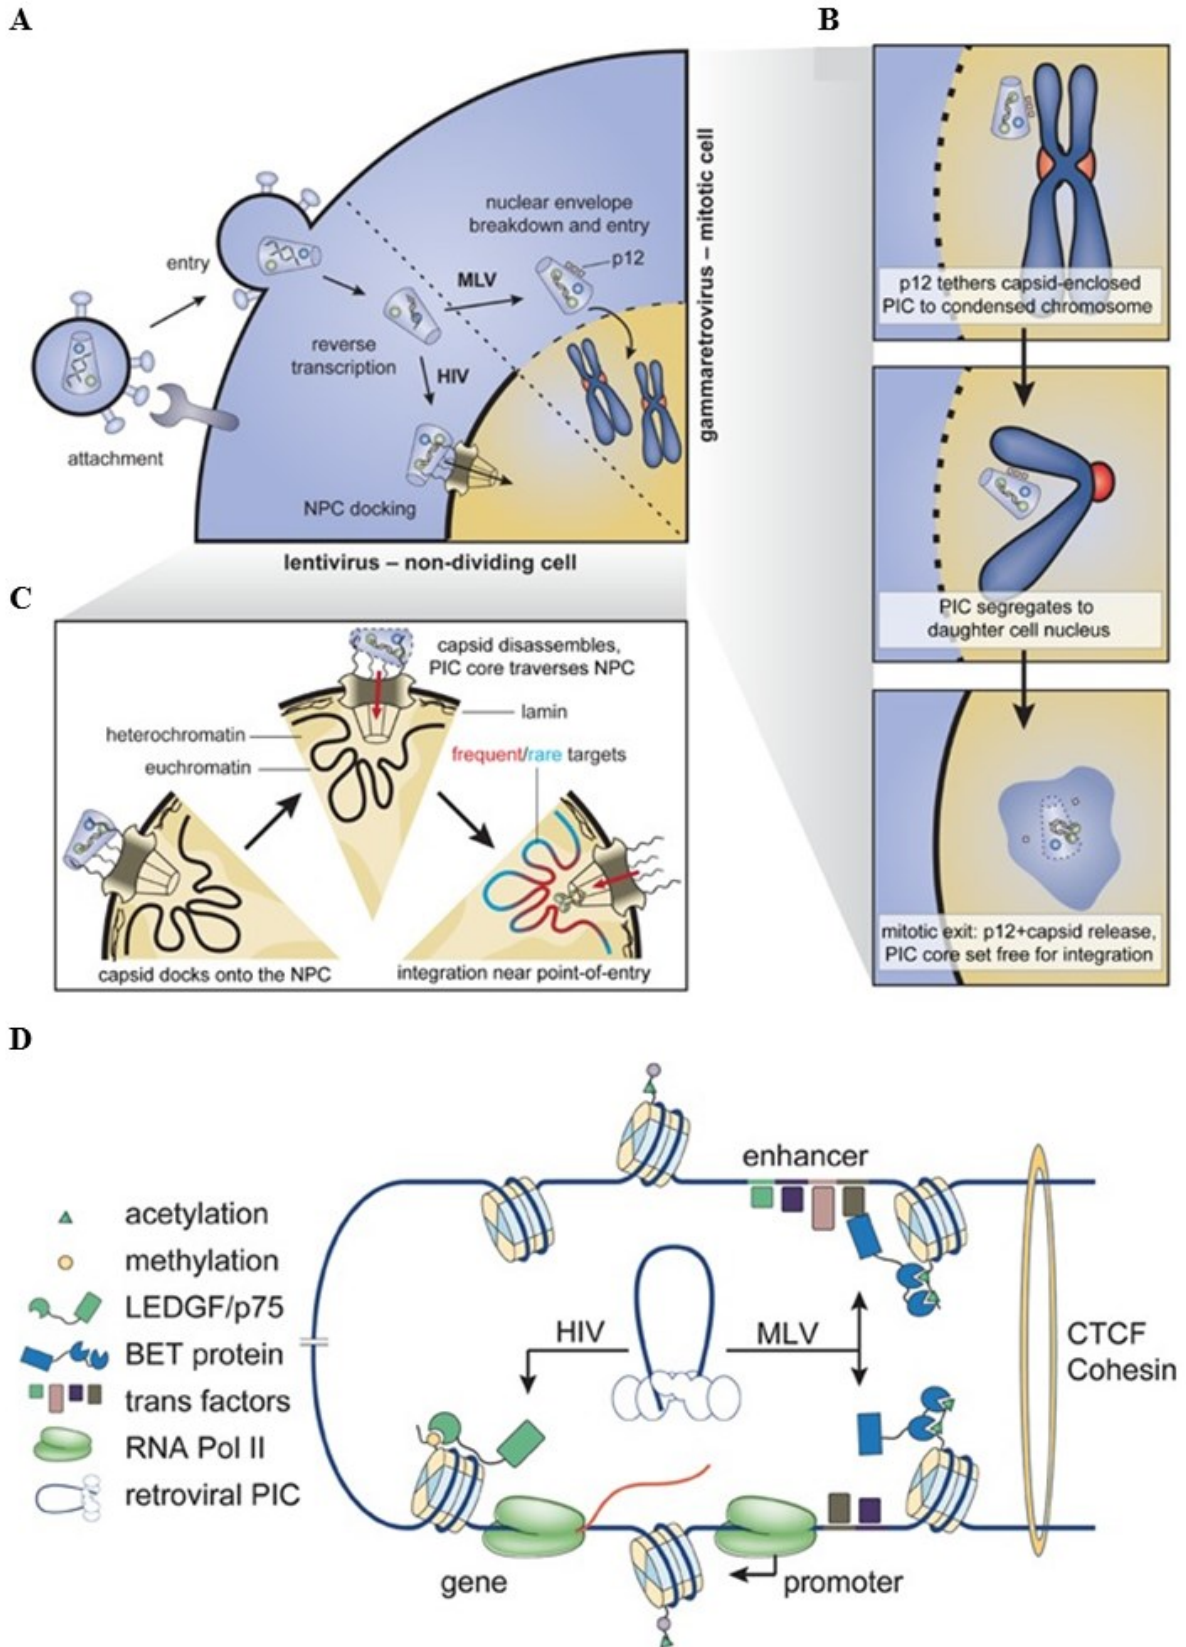 A
B
nuclear envelope
breakdown and entry
p12
entry
MLV
reverse
transcription
HIV
attachment
NPC docking
lentivirus – non-dividing cell
gammaretrovirus – mitotic cell
p12 tethers capsid-enclosed
PIC to condensed chromosome
PIC segregates to
daughter cell nucleus
mitotic exit: p12+capsid release,
PIC core set free for integration
C
capsid disassembles,
PIC core traverses NPC
lamin
heterochromatin
euchromatin
frequent/rare targets
capsid docks onto the NPC
integration near point-of-entry
D
acetylation
methylation
LEDGF/p75
BET protein
trans factors
RNA Pol II
retroviral PIC
enhancer
HIV
MLV
CTCF
Cohesin
gene
promoter